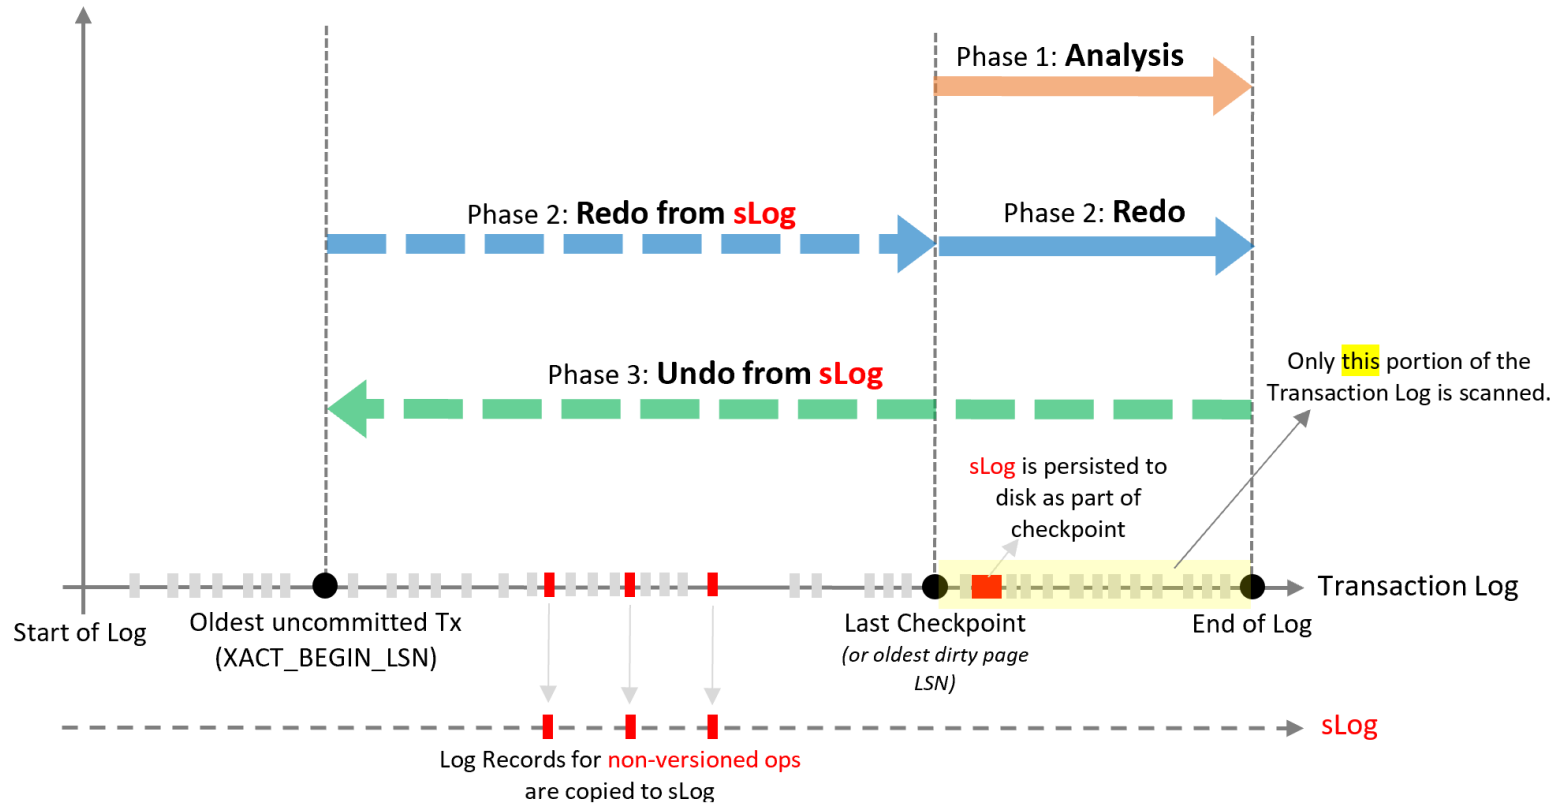 Phase 1: Analysis
Phase 2: Redo from sLog
Phase 2: Redo
Phase 3: Undo from sLog
Only this portion of the
Transaction Log is scanned.
sLog is persisted to
disk as part of
checkpoint
Transaction Log
Start of Log
Oldest uncommitted Tx
(XACT_BEGIN_LSN)
Last Checkpoint
(or oldest dirty page
LSN)
End of Log
sLog
Log Records for non-versioned ops
are copied to sLog